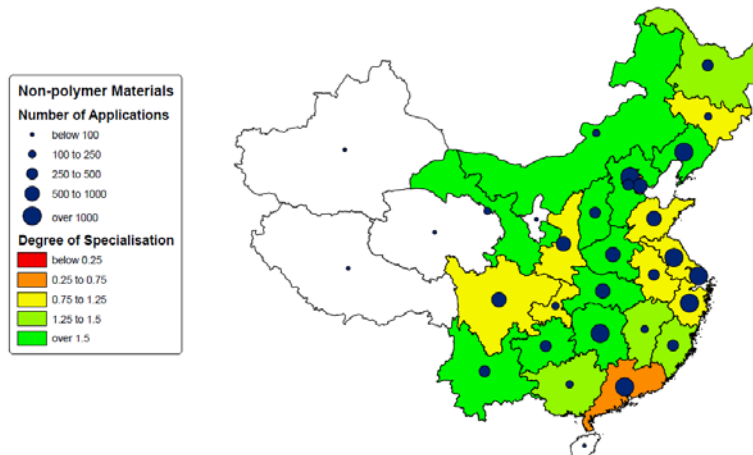 Non-polymer Materials
Number of Applications
below 100
100 to 250
250 to 500
500 to 1000
over 1000
Degree of Specialisation
below 0.25
0.25 to 0.75
0.75 to 1.25
1.25 to 1.5
over 1.5